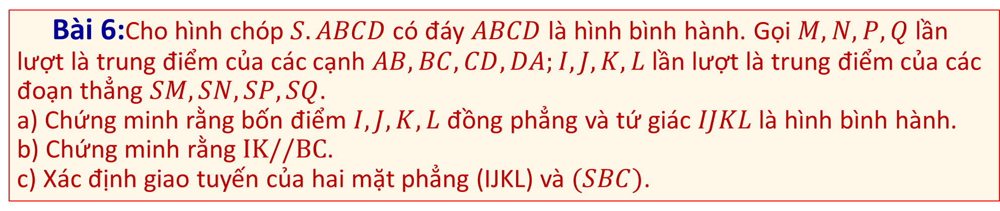 Bài 6:Cho hình chóp S. ABCD có đáy ABCD là hình bình hành. Gọi M, N, P, Q lần
lượt là trung điểm của các cạnh AB, BC, CD, DA; I, J, K, L lần lượt là trung điểm của các
đoạn thẳng SM, SN, SP, SQ.
a) Chứng minh rằng bốn điểm I, J, K, L đồng phẳng và tứ giác IJKL là hình bình hành.
b) Chứng minh rằng IK//BC.
c) Xác định giao tuyến của hai mặt phẳng (IJKL) và (SBC).